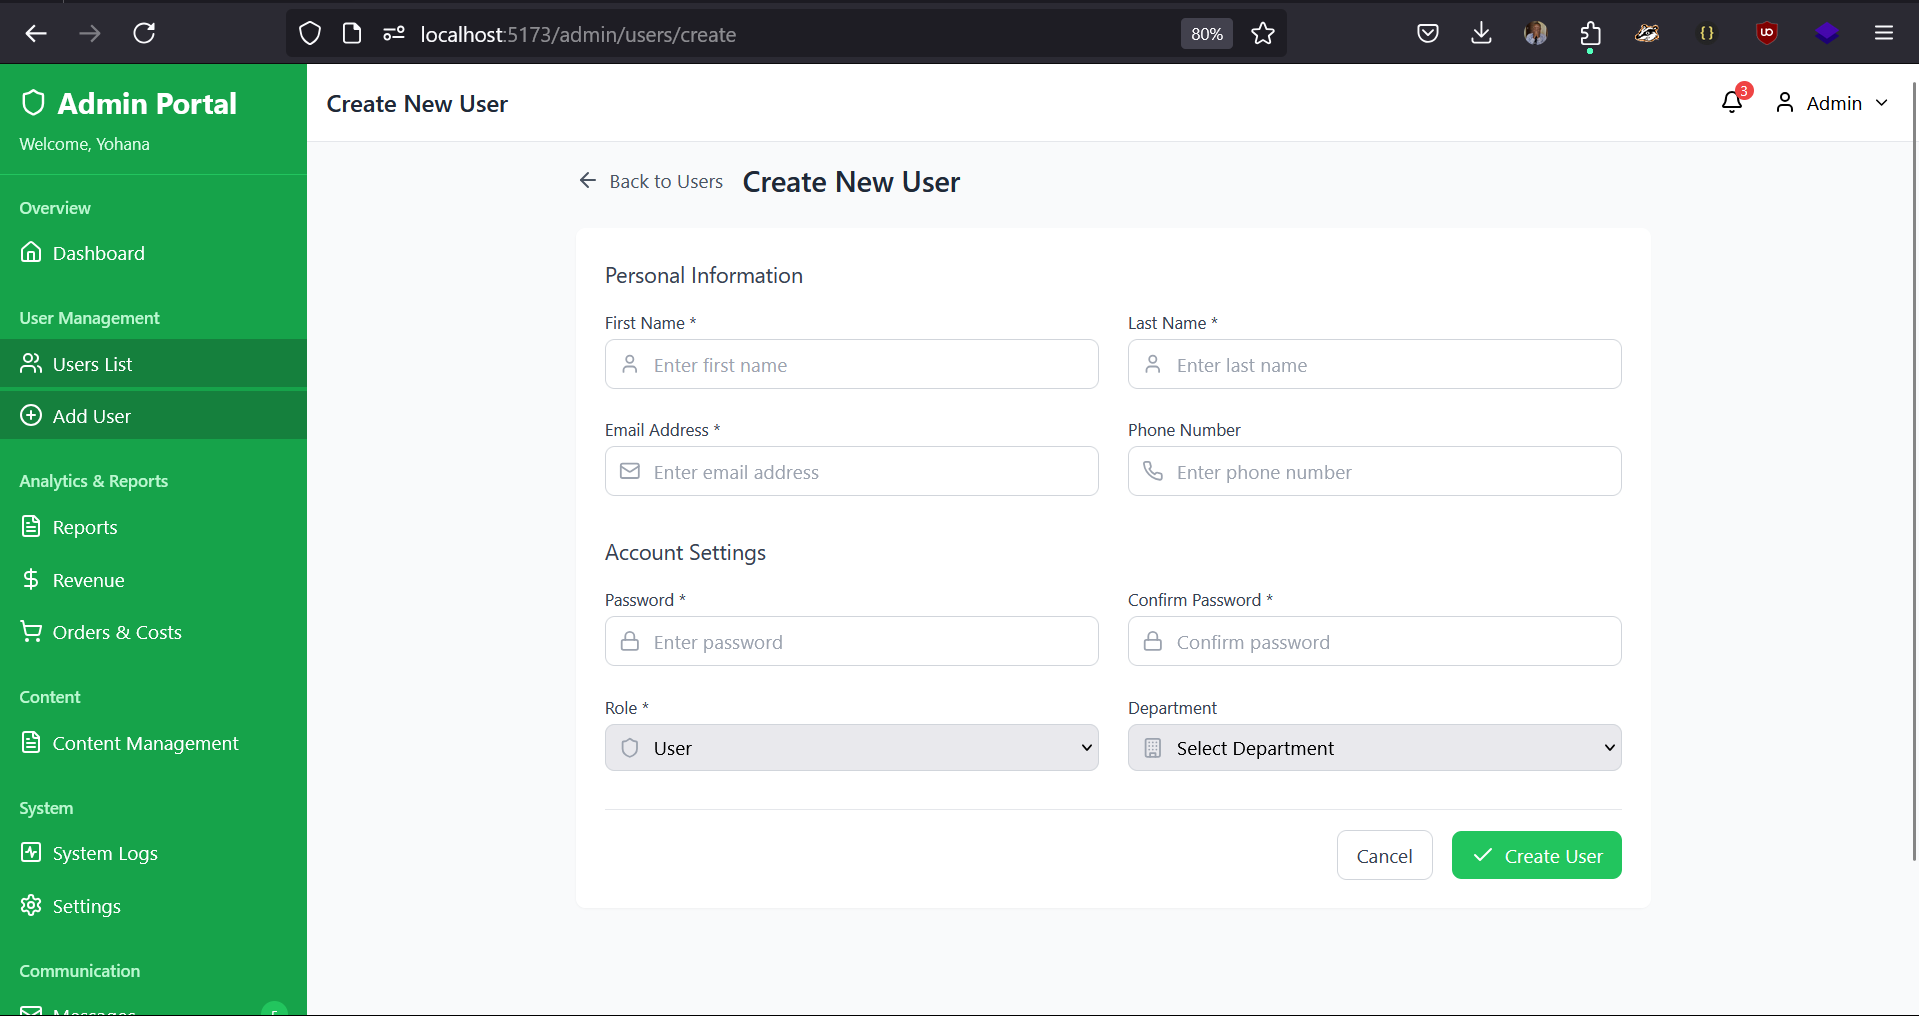 localhost:5173/admin/users/create
80%
Admin Portal
Welcome, Yohana
Overview
Dashboard
User Management
Users List
Add User
Analytics & Reports
Reports
Revenue
Orders & Costs
Content
Content Management
System
System Logs
Settings
Communication
Messages
Create New User
3
Admin
Back to Users
Create New User
Personal Information
First Name *
Last Name *
Enter first name
Enter last name
Email Address *
Phone Number
Enter email address
Enter phone number
Account Settings
Password *
Confirm Password *
Enter password
Confirm password
Role *
Department
User
Select Department
Cancel
Create User